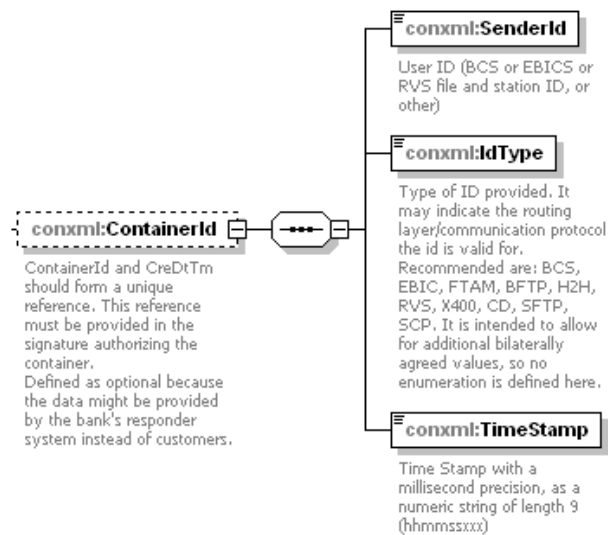 conxml:SenderId
User ID (BCS or EBICS or
RVS file and station ID, or
other)
conxml:IdType
Type of ID provided. It
may indicate the routing
layer/communication protocol
the id is valid for.
Recommended are: BCS,
EBIC, FTAM, BFTP, H2H,
RVS, X400, CD, SFTP,
SCP. It is intended to allow
for additional bilaterally
agreed values, so no
enumeration is defined here.
conxml:ContainerId
ContainerId and CreDtTm
should form a unique
reference. This reference
must be provided in the
signature authorizing the
container.
Defined as optional because
the data might be provided
by the bank's responder
system instead of customers.
conxml:TimeStamp
Time Stamp with a
millisecond precision, as a
numeric string of length 9
(hhmmssxxx)